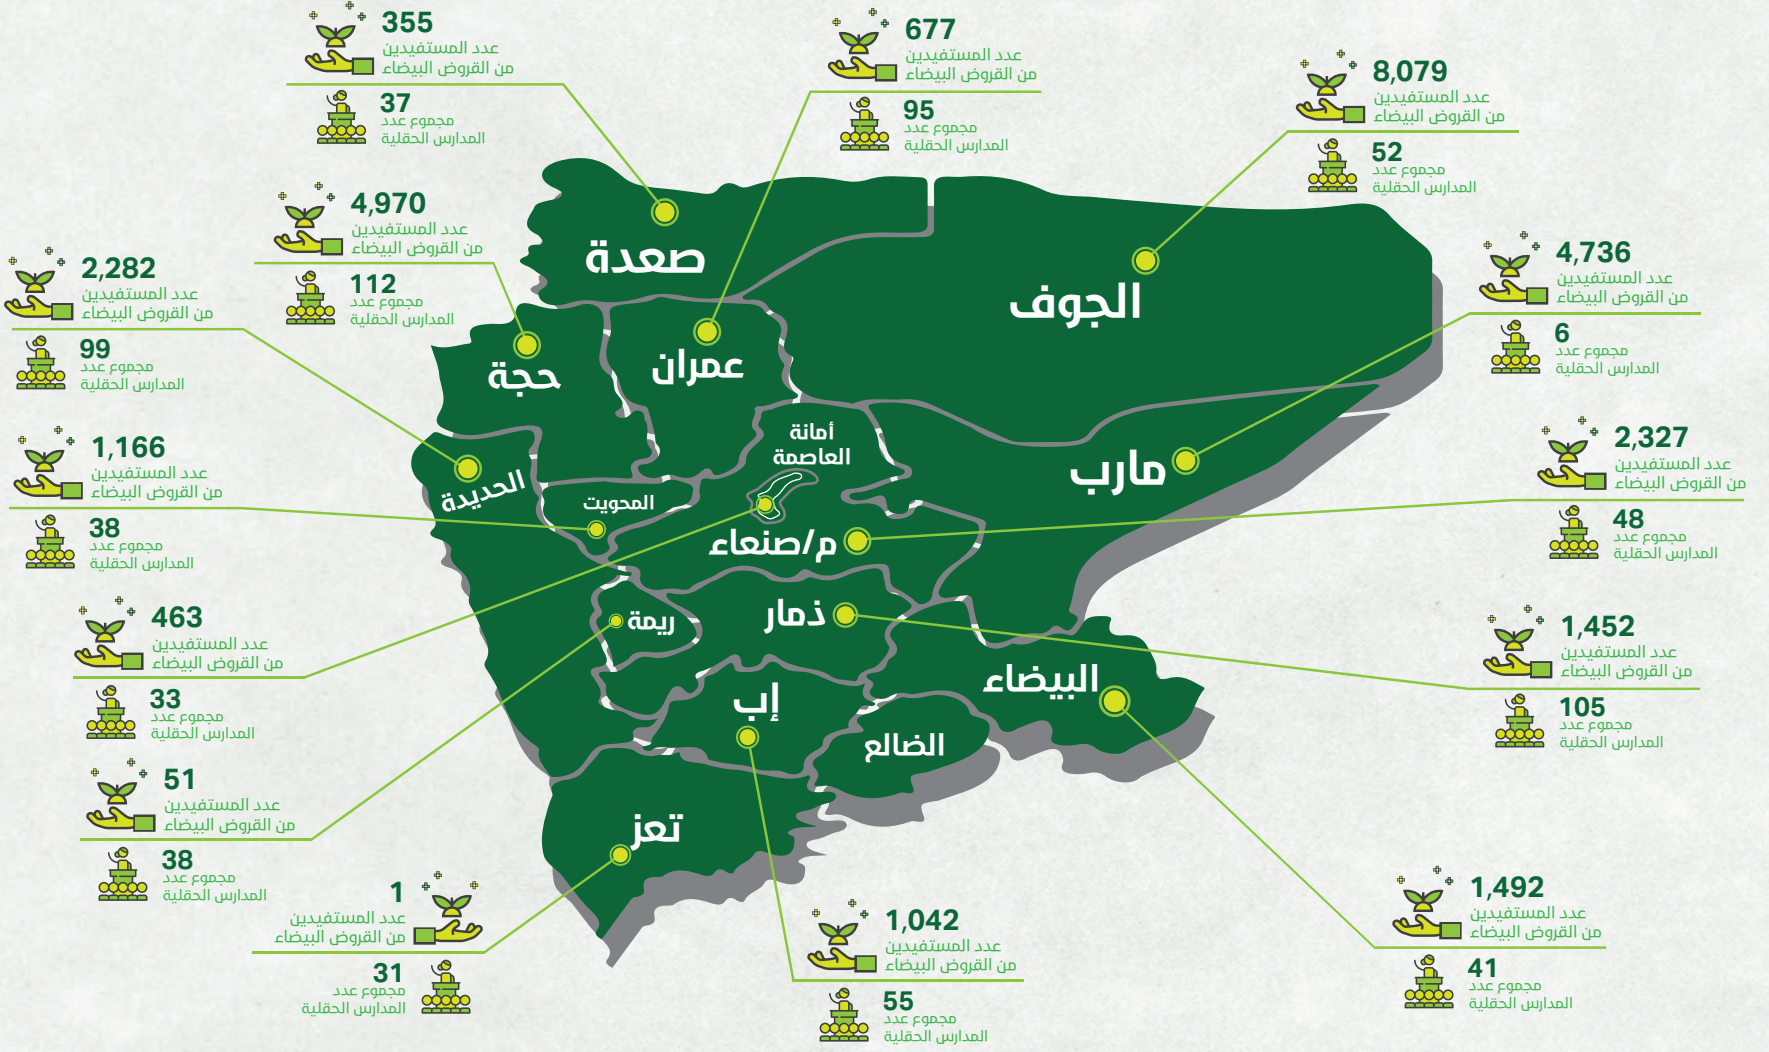 355
عدد المستفيدين
من القروض البيضاء
37
مجموع عدد
المدارس الحقلية
677
عدد المستفيدين
من القروض البيضاء
95
مجموع عدد
المدارس الحقلية
8,079
عدد المستفيدين
من القروض البيضاء
52
مجموع عدد
المدارس الحقلية
4,970
عدد المستفيدين
من القروض البيضاء
112
مجموع عدد
المدارس الحقلية
2,282
عدد المستفيدين
من القروض البيضاء
99
مجموع عدد
المدارس الحقلية
4,736
عدد المستفيدين
من القروض البيضاء
6
مجموع عدد
المدارس الحقلية
1,166
عدد المستفيدين
من القروض البيضاء
38
مجموع عدد
المدارس الحقلية
2,327
عدد المستفيدين
من القروض البيضاء
48
مجموع عدد
المدارس الحقلية
463
عدد المستفيدين
من القروض البيضاء
33
مجموع عدد
المدارس الحقلية
1,452
عدد المستفيدين
من القروض البيضاء
105
مجموع عدد
المدارس الحقلية
51
عدد المستفيدين
من القروض البيضاء
38
مجموع عدد
المدارس الحقلية
1
عدد المستفيدين
من القروض البيضاء
31
مجموع عدد
المدارس الحقلية
1,042
عدد المستفيدين
من القروض البيضاء
55
مجموع عدد
المدارس الحقلية
1,492
عدد المستفيدين
من القروض البيضاء
41
مجموع عدد
المدارس الحقلية
صعدة
الجوف
عمران
حجة
أمانة
العاصمة
مارب
الحديدة
المحويت
م/صنعاء
ذمار
ريمة
البيضاء
إب
الضالع
تعز